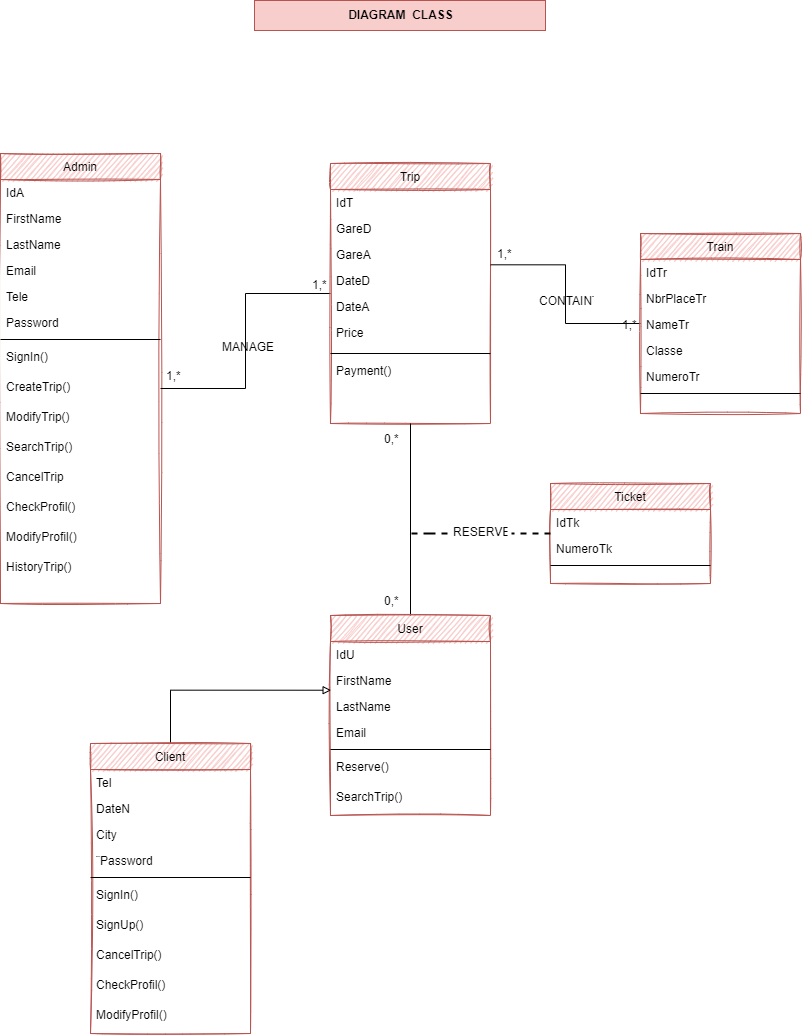 DIAGRAM CLASS
Admin
IdA
FirstName
LastName
Email
Tele
Password
SignIn()
CreateTrip()
ModifyTrip()
SearchTrip()
CancelTrip
CheckProfil()
ModifyProfil()
HistoryTrip()
1,*
MANAGE
1,*
Trip
IdT
GareD
GareA
DateD
DateA
Price
Payment()
1,*
CONTAIN
1,*
Train
IdTr
NbrPlaceTr
NameTr
Classe
NumeroTr
0,*
RESERVE
0,*
Ticket
IdTk
NumeroTk
User
IdU
FirstName
LastName
Email
Reserve()
SearchTrip()
Client
Tel
DateN
City
¨Password
SignIn()
SignUp()
CancelTrip()
CheckProfil()
ModifyProfil()